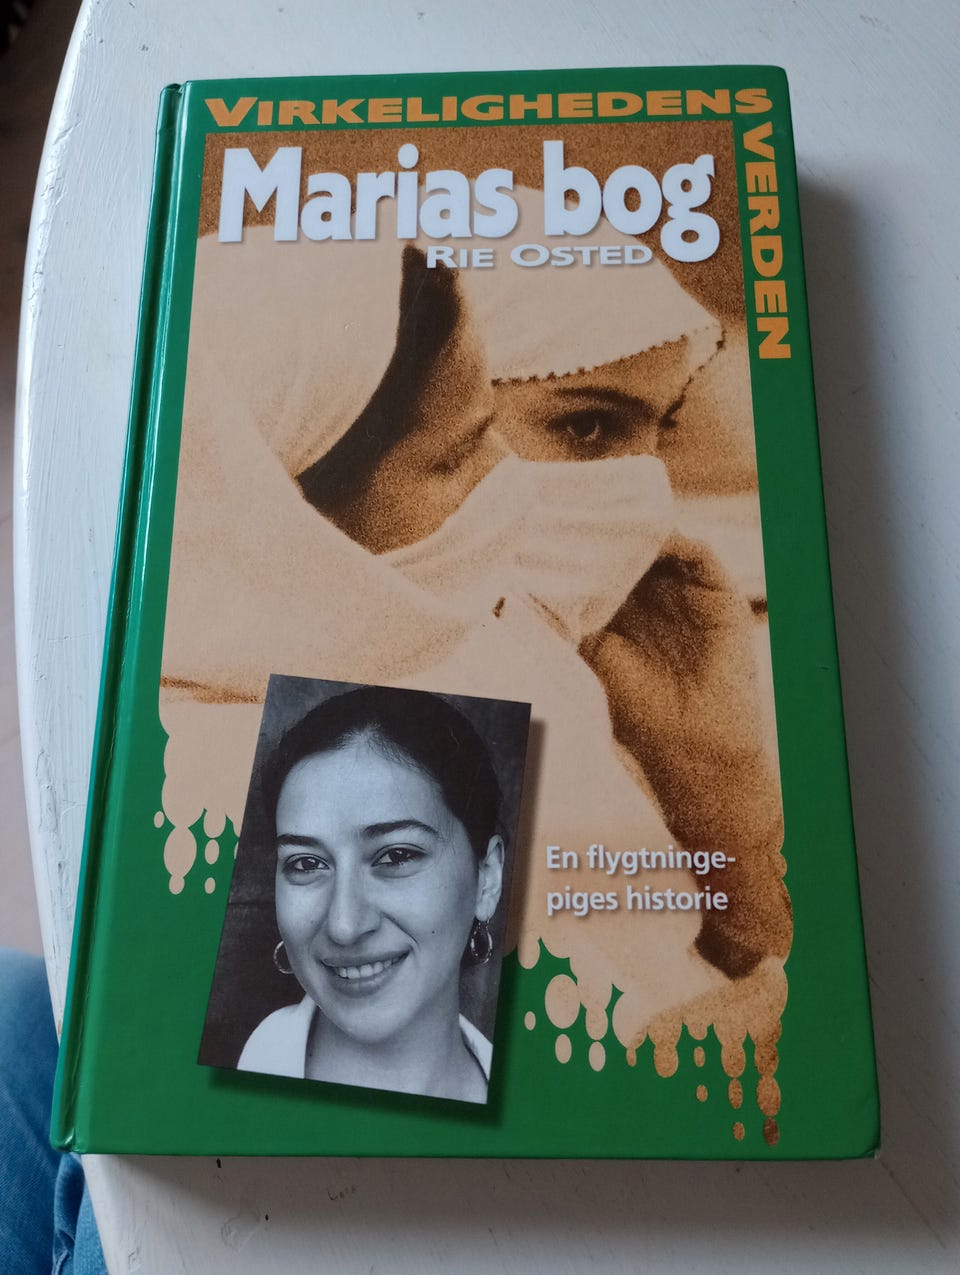 VIRKELIGHEDENS
VERDEN
Marias bog
RIE OSTED
En flygtninge-
piges historie